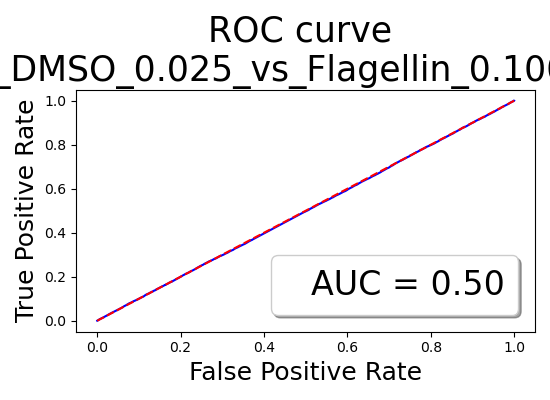 ROC curve
_DMSO_0.025_vs_Flagellin_0.100
True Positive Rate
1.0
0.8
0.6
0.4
0.2
0.0
AUC = 0.50
0.0 0.2 0.4 0.6 0.8 1.0
False Positive Rate